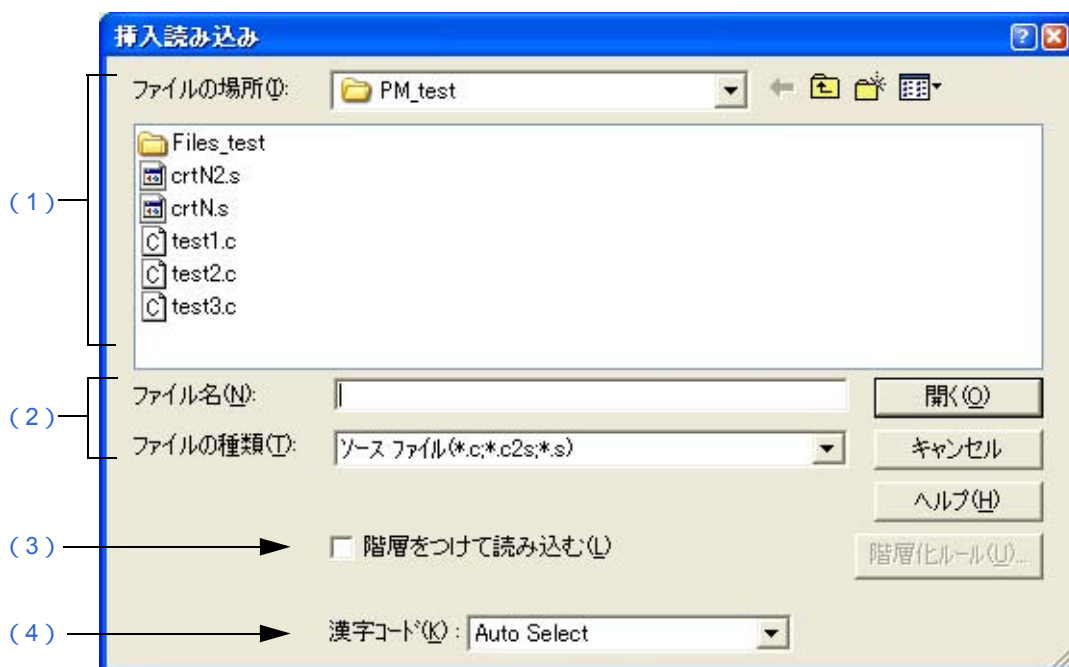 挿入読み込み
ファイルの場所(I):
PM_test
(1)
Files_test
crtN2.s
crtN.s
test1.c
test2.c
test3.c
(2)
ファイル名(N):
開く(O)
ファイルの種類(T):
ソース ファイル(*.c;*.c2s;*.s)
キャンセル
ヘルプ(H)
(3)
階層をつけて読み込む(L)
階層化ルール(U)...
(4)
漢字コード(K) :
Auto Select